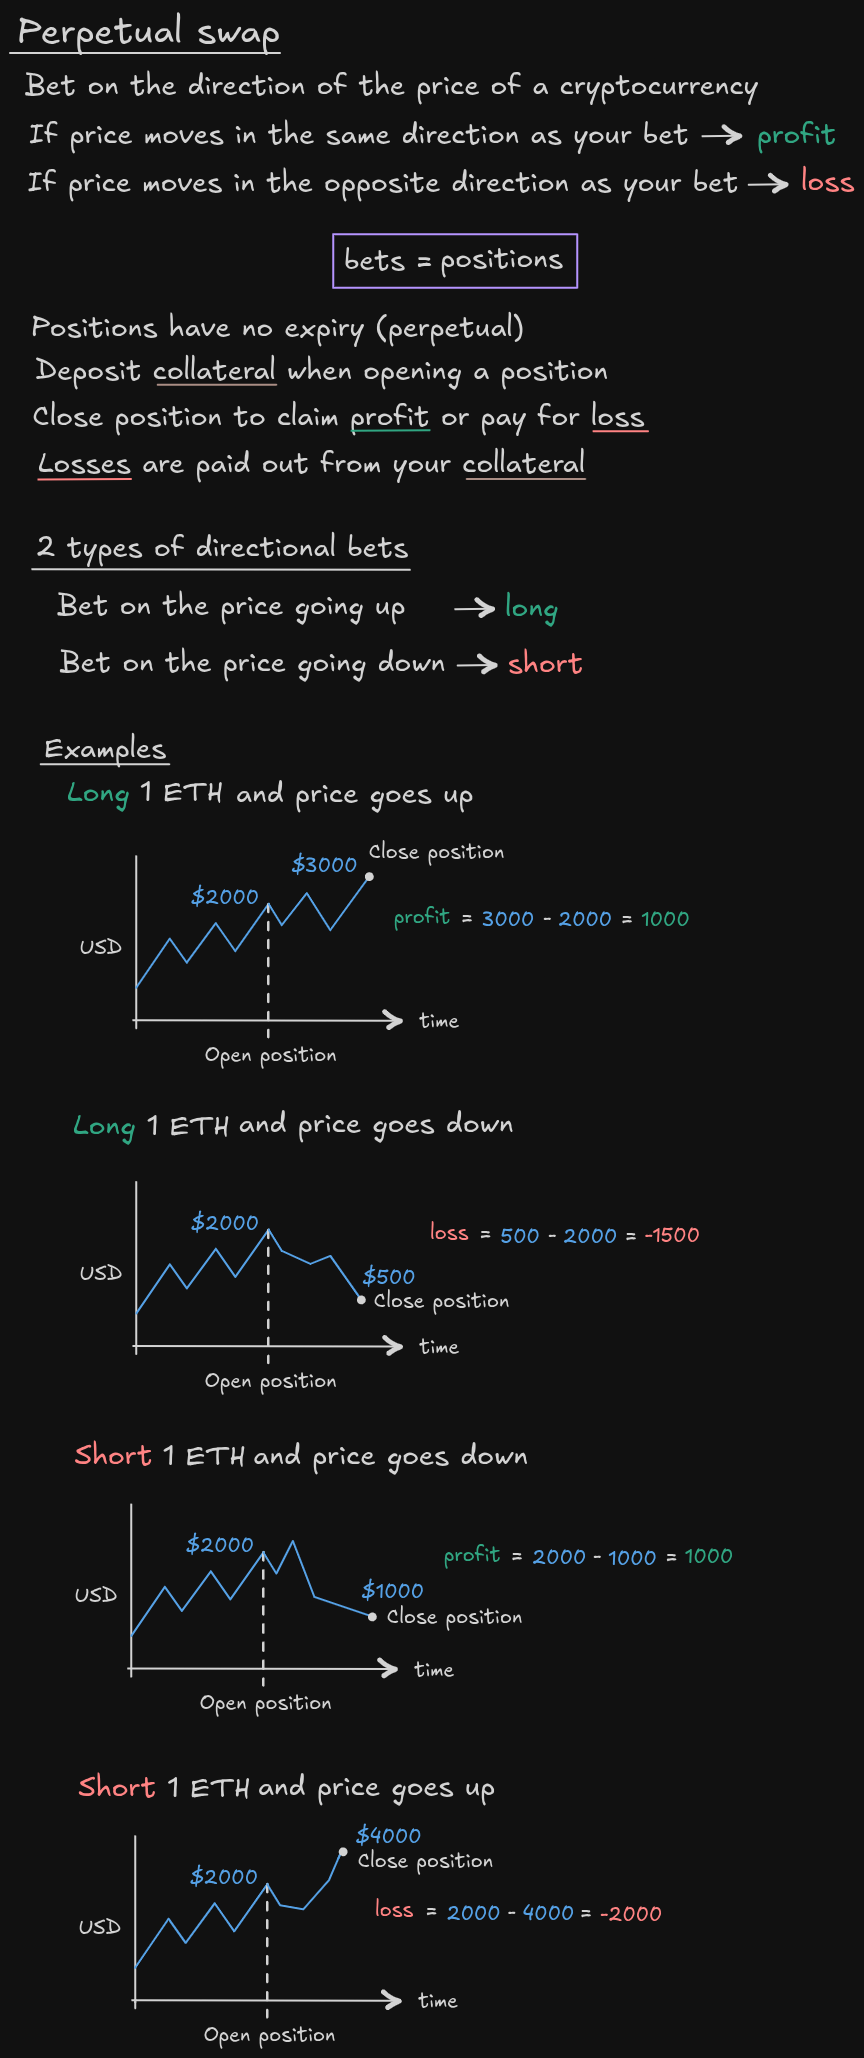 Perpetual swap
Bet on the direction of the price of a cryptocurrency
If price moves in the same direction as your bet → profit
If price moves in the opposite direction as your bet → loss
bets = positions
Positions have no expiry (perpetual)
Deposit collateral when opening a position
Close position to claim profit or pay for loss
Losses are paid out from your collateral
2 types of directional bets
Bet on the price going up → long
Bet on the price going down → short
Examples
Long 1 ETH and price goes up
Close position
$3000
$2000
profit = 3000 - 2000 = 1000
USD
time
Open position
Long 1 ETH and price goes down
$2000
loss = 500 - 2000 = -1500
USD
$500
Close position
time
Open position
Short 1 ETH and price goes down
$2000
profit = 2000 - 1000 = 1000
USD
$1000
Close position
time
Open position
Short 1 ETH and price goes up
$4000
Close position
$2000
loss = 2000 - 4000 = -2000
USD
time
Open position